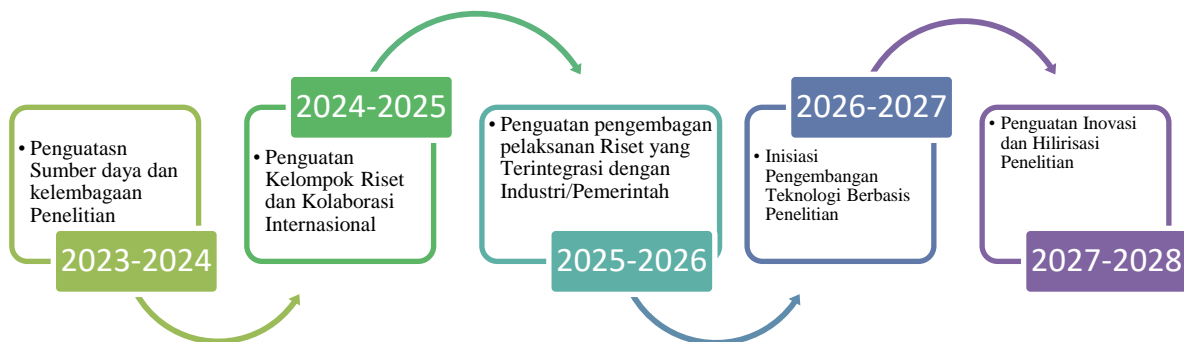 • Penguatasn
Sumber daya dan
kelembagaan
Penelitian
2023-2024
2024-2025
• Penguatan
Kelompok Riset
dan Kolaborasi
Internasional
• Penguatan pengembagan
pelaksanan Riset yang
Terintegrasi dengan
Industri/Pemerintah
2025-2026
2026-2027
• Inisiasi
Pengembangan
Teknologi Berbasis
Penelitian
• Penguatan Inovasi
dan Hilirisasi
Penelitian
2027-2028